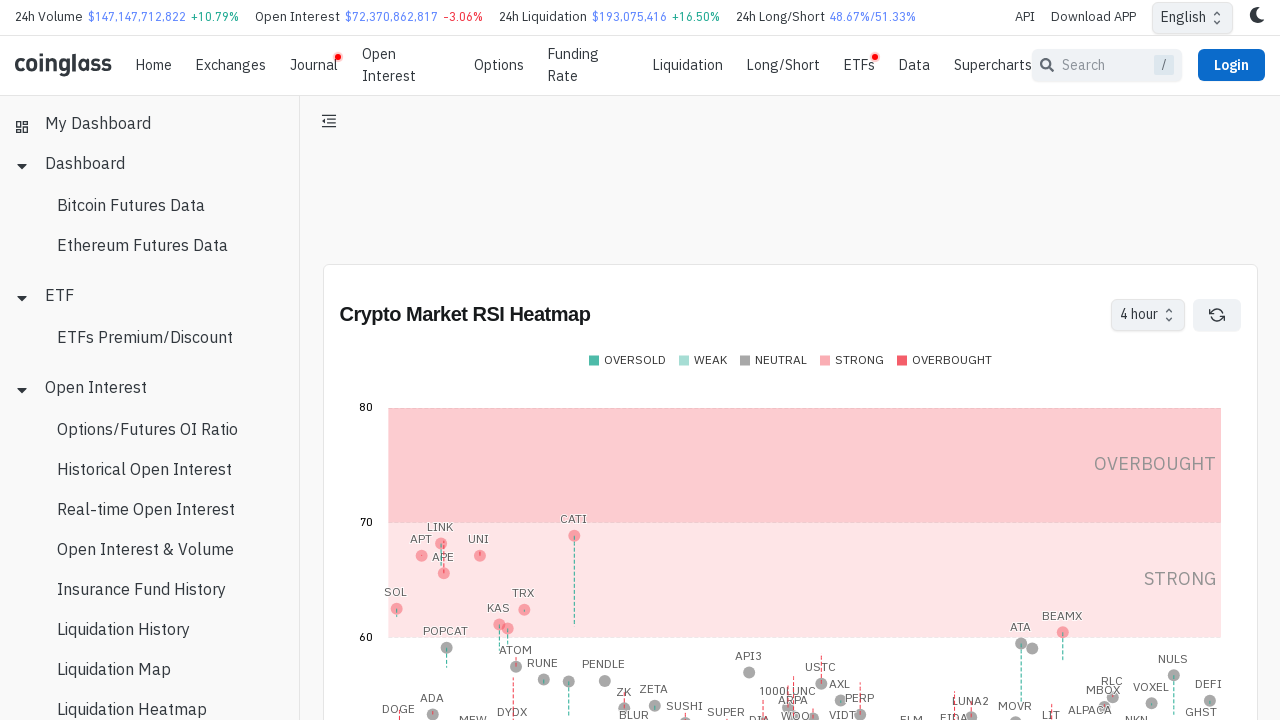 24h Volume $147,147,712,822 +10.79% Open Interest $72,370,862,817 -3.06% 24h Liquidation $193,075,416 +16.50% 24h Long/Short 48.67%/51.33% API Download APP English
coinglass Home Exchanges Journal Open Interest Options Funding Rate Liquidation Long/Short ETFs Data Supercharts Search / Login
My Dashboard
Dashboard
Bitcoin Futures Data
Ethereum Futures Data
ETF
ETFs Premium/Discount
Open Interest
Options/Futures OI Ratio
Historical Open Interest
Real-time Open Interest
Open Interest & Volume
Insurance Fund History
Liquidation History
Liquidation Map
Liquidation Heatmap
Crypto Market RSI Heatmap 4 hour
OVERSOLD WEAK NEUTRAL STRONG OVERBOUGHT
80
OVERBOUGHT
70
CATI
LINK
APT UNI
APE
STRONG
SOL TRX
KAS
BEAMX
POPCAT ATA
60
ATOM
RUNE PENDLE API3 NULS
USTC
RLC
ZK ZETA 1000LUNC AXL MBOX VOXEL DEFI
ADA ARPA PERP LUNA2
DOGE SUSHI MOVR
DYDX BLUR SUPER WOO VIDT LIT ALPACA GHST
MEW DIA FLM FIDA NKN